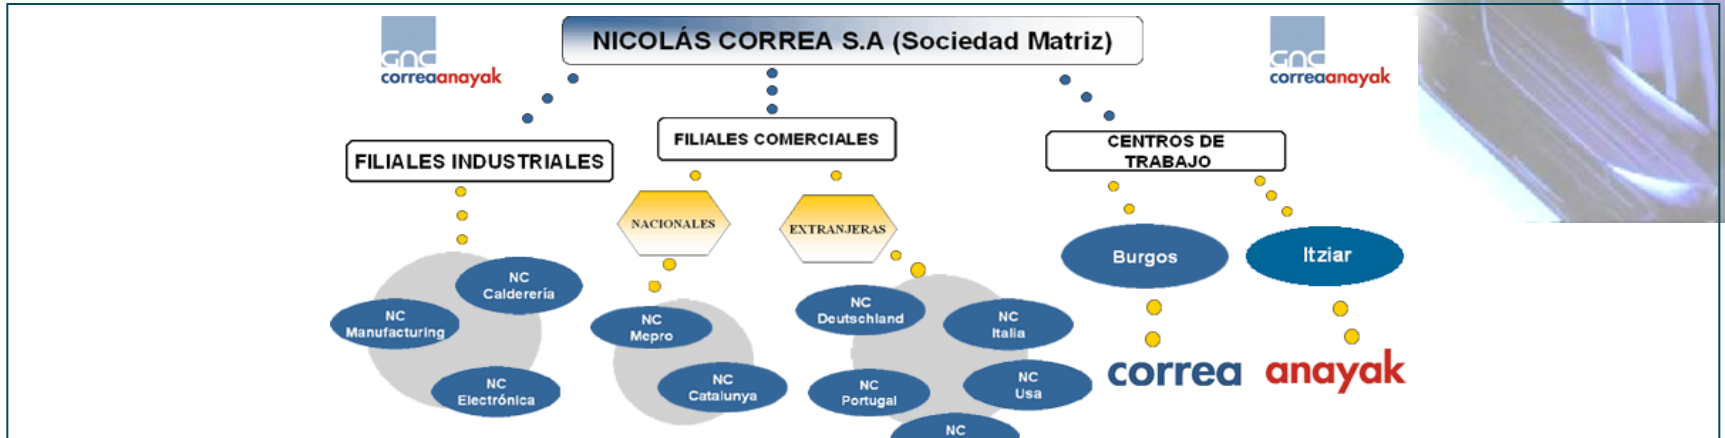 NICOLÁS CORREA S.A (Sociedad Matriz)
GNC
correaanayak
GNC
correaanayak
FILIALES INDUSTRIALES
FILIALES COMERCIALES
CENTROS DE
TRABAJO
NACIONALES
EXTRANJERAS
Burgos
Itziar
NC
Calderería
NC
Manufacturing
NC
Electrónica
NC
Mepro
NC
Catalunya
NC
Deutschland
NC
Italia
NC
Portugal
NC
Usa
NC
correa
anayak